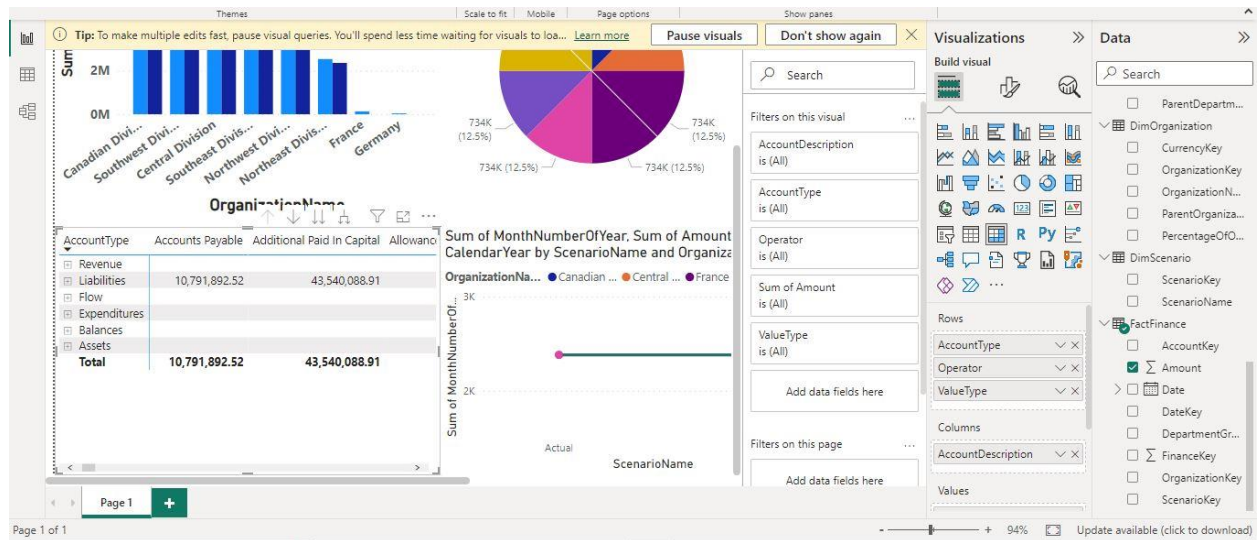 Themes
Scale to fit
Mobile
Page options
Show panes
Tip: To make multiple edits fast, pause visual queries. You'll spend less time waiting for visuals to loa... Learn more
Pause visuals
Don't show again
Sum
2M
0M
Canadian Divi...
Southwest Divi...
Central Division
Southeast Divis...
Northwest Divi...
Northeast Divis...
France
Germany
OrganizationName
734K
(12.5%)
734K (12.5%)
734K (12.5%)
734K
(12.5%)
AccountType Accounts Payable Additional Paid In Capital Allowanc
Revenue
Liabilities 10,791,892.52 43,540,088.91
Flow
Expenditures
Balances
Assets
Total 10,791,892.52 43,540,088.91
Sum of MonthNumberOfYear, Sum of Amount
CalendarYear by ScenarioName and Organiza
OrganizationNa... Canadian ... Central ... France
Sum of MonthNumberOf...
3K
2K
Actual
ScenarioName
Search
Filters on this visual
...
AccountDescription
is (All)
AccountType
is (All)
Operator
is (All)
Sum of Amount
is (All)
ValueType
is (All)
Add data fields here
Filters on this page
...
Add data fields here
Visualizations
Build visual
123
R
Py
...
Rows
AccountType
Operator
ValueType
Columns
AccountDescription
Values
Data
Search
ParentDepartm...
DimOrganization
CurrencyKey
OrganizationKey
OrganizationN...
ParentOrganiza...
PercentageOfO...
DimScenario
ScenarioKey
ScenarioName
FactFinance
AccountKey
Amount
Date
DateKey
DepartmentGr...
FinanceKey
OrganizationKey
ScenarioKey
Page 1
+
Page 1 of 1
- + 94%
Update available (click to download)